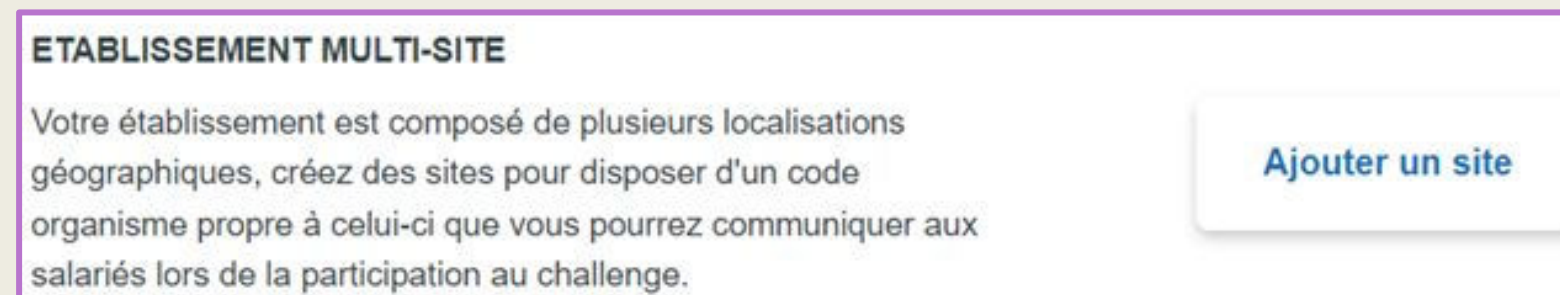 ETABLISSEMENT MULTI-SITE
Votre établissement est composé de plusieurs localisations
géographiques, créez des sites pour disposer d'un code
organisme propre à celui-ci que vous pourrez communiquer aux
salariés lors de la participation au challenge.
Ajouter un site